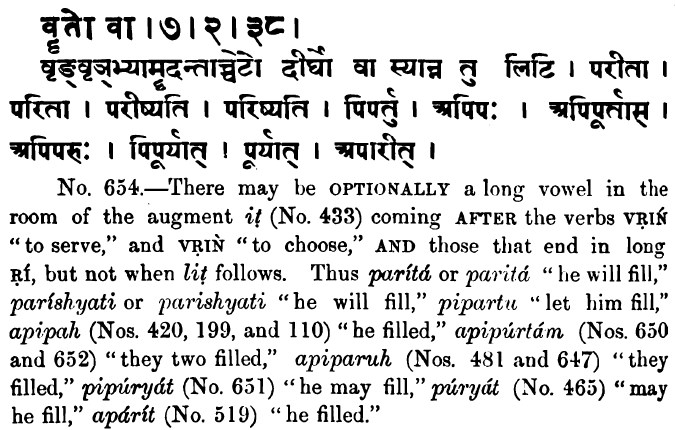 वॄतो वा । ७ । २ । ३८ ।
वृङ्वृञ्भ्यामॄदन्ताच्चेटो दीर्घो वा स्यान्न तु लिटि । परीता ।
परिता । परीष्यति । परिष्यति । पिपर्तु । अपिपः । अपिपूर्तास् ।
अपिपरुः । पिपूर्यात् । पूर्यात् । अपारीत् ।
No. 654.—There may be OPTIONALLY a long vowel in the
room of the augment iṭ (No. 433) coming AFTER the verbs VṚIṄ
“to serve,” and VṚIǸ “to choose,” AND those that end in long
ṚÍ, but not when liṭ follows. Thus parítá or paritá “he will fill,”
paríshyati or parishyati “he will fill,” pipartu “let him fill,”
apipah (Nos. 420, 199, and 110) “he filled,” apipúrtám (Nos. 650
and 652) “they two filled,” apiparuh (Nos. 481 and 647) “they
filled,” pipúryát (No. 651) “he may fill,” púryát (No. 465) “may
he fill,” apárít (No. 519) “he filled.”